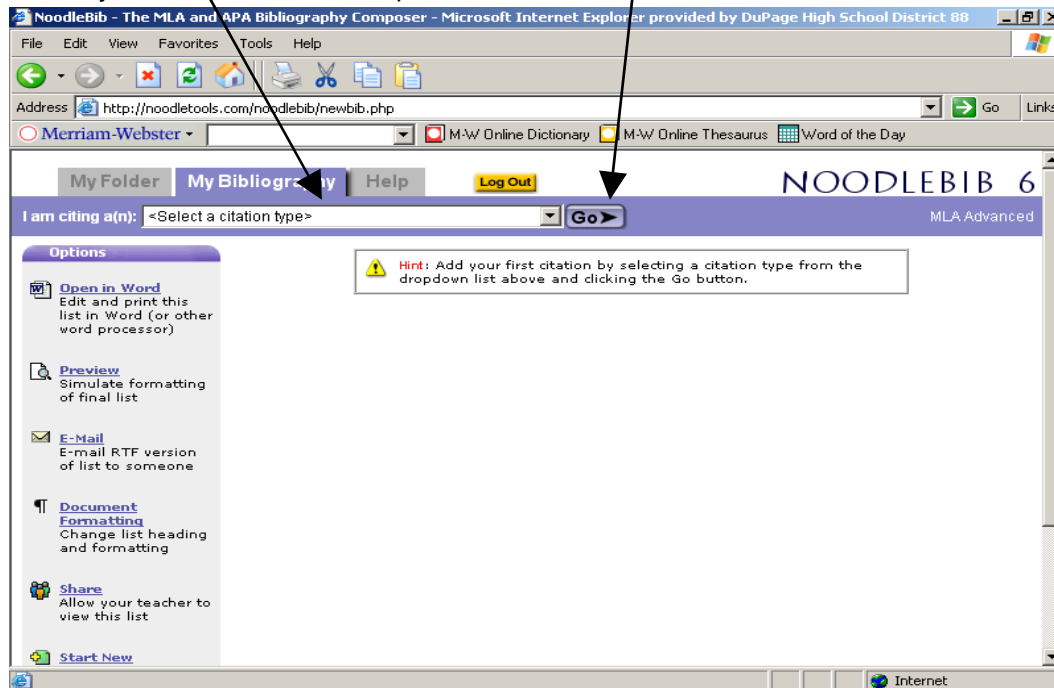 NoodleBib - The MLA and APA Bibliography Composer - Microsoft Internet Explorer provided by DuPage High School District 88
File Edit View Favorites Tools Help
Address http://noodletools.com/noodlebib/newbib.php Go Links
Merriam-Webster M-W Online Dictionary M-W Online Thesaurus Word of the Day
My Folder My Bibliography Help Log Out NOODLEBIB 6
I am citing a(n): <Select a citation type> Go MLA Advanced
Options
Hint: Add your first citation by selecting a citation type from the
dropdown list above and clicking the Go button.
Open in Word
Edit and print this
list in Word (or other
word processor)
Preview
Simulate formatting
of final list
E-Mail
E-mail RTF version
of list to someone
Document
Formatting
Change list heading
and formatting
Share
Allow your teacher to
view this list
Start New
Internet